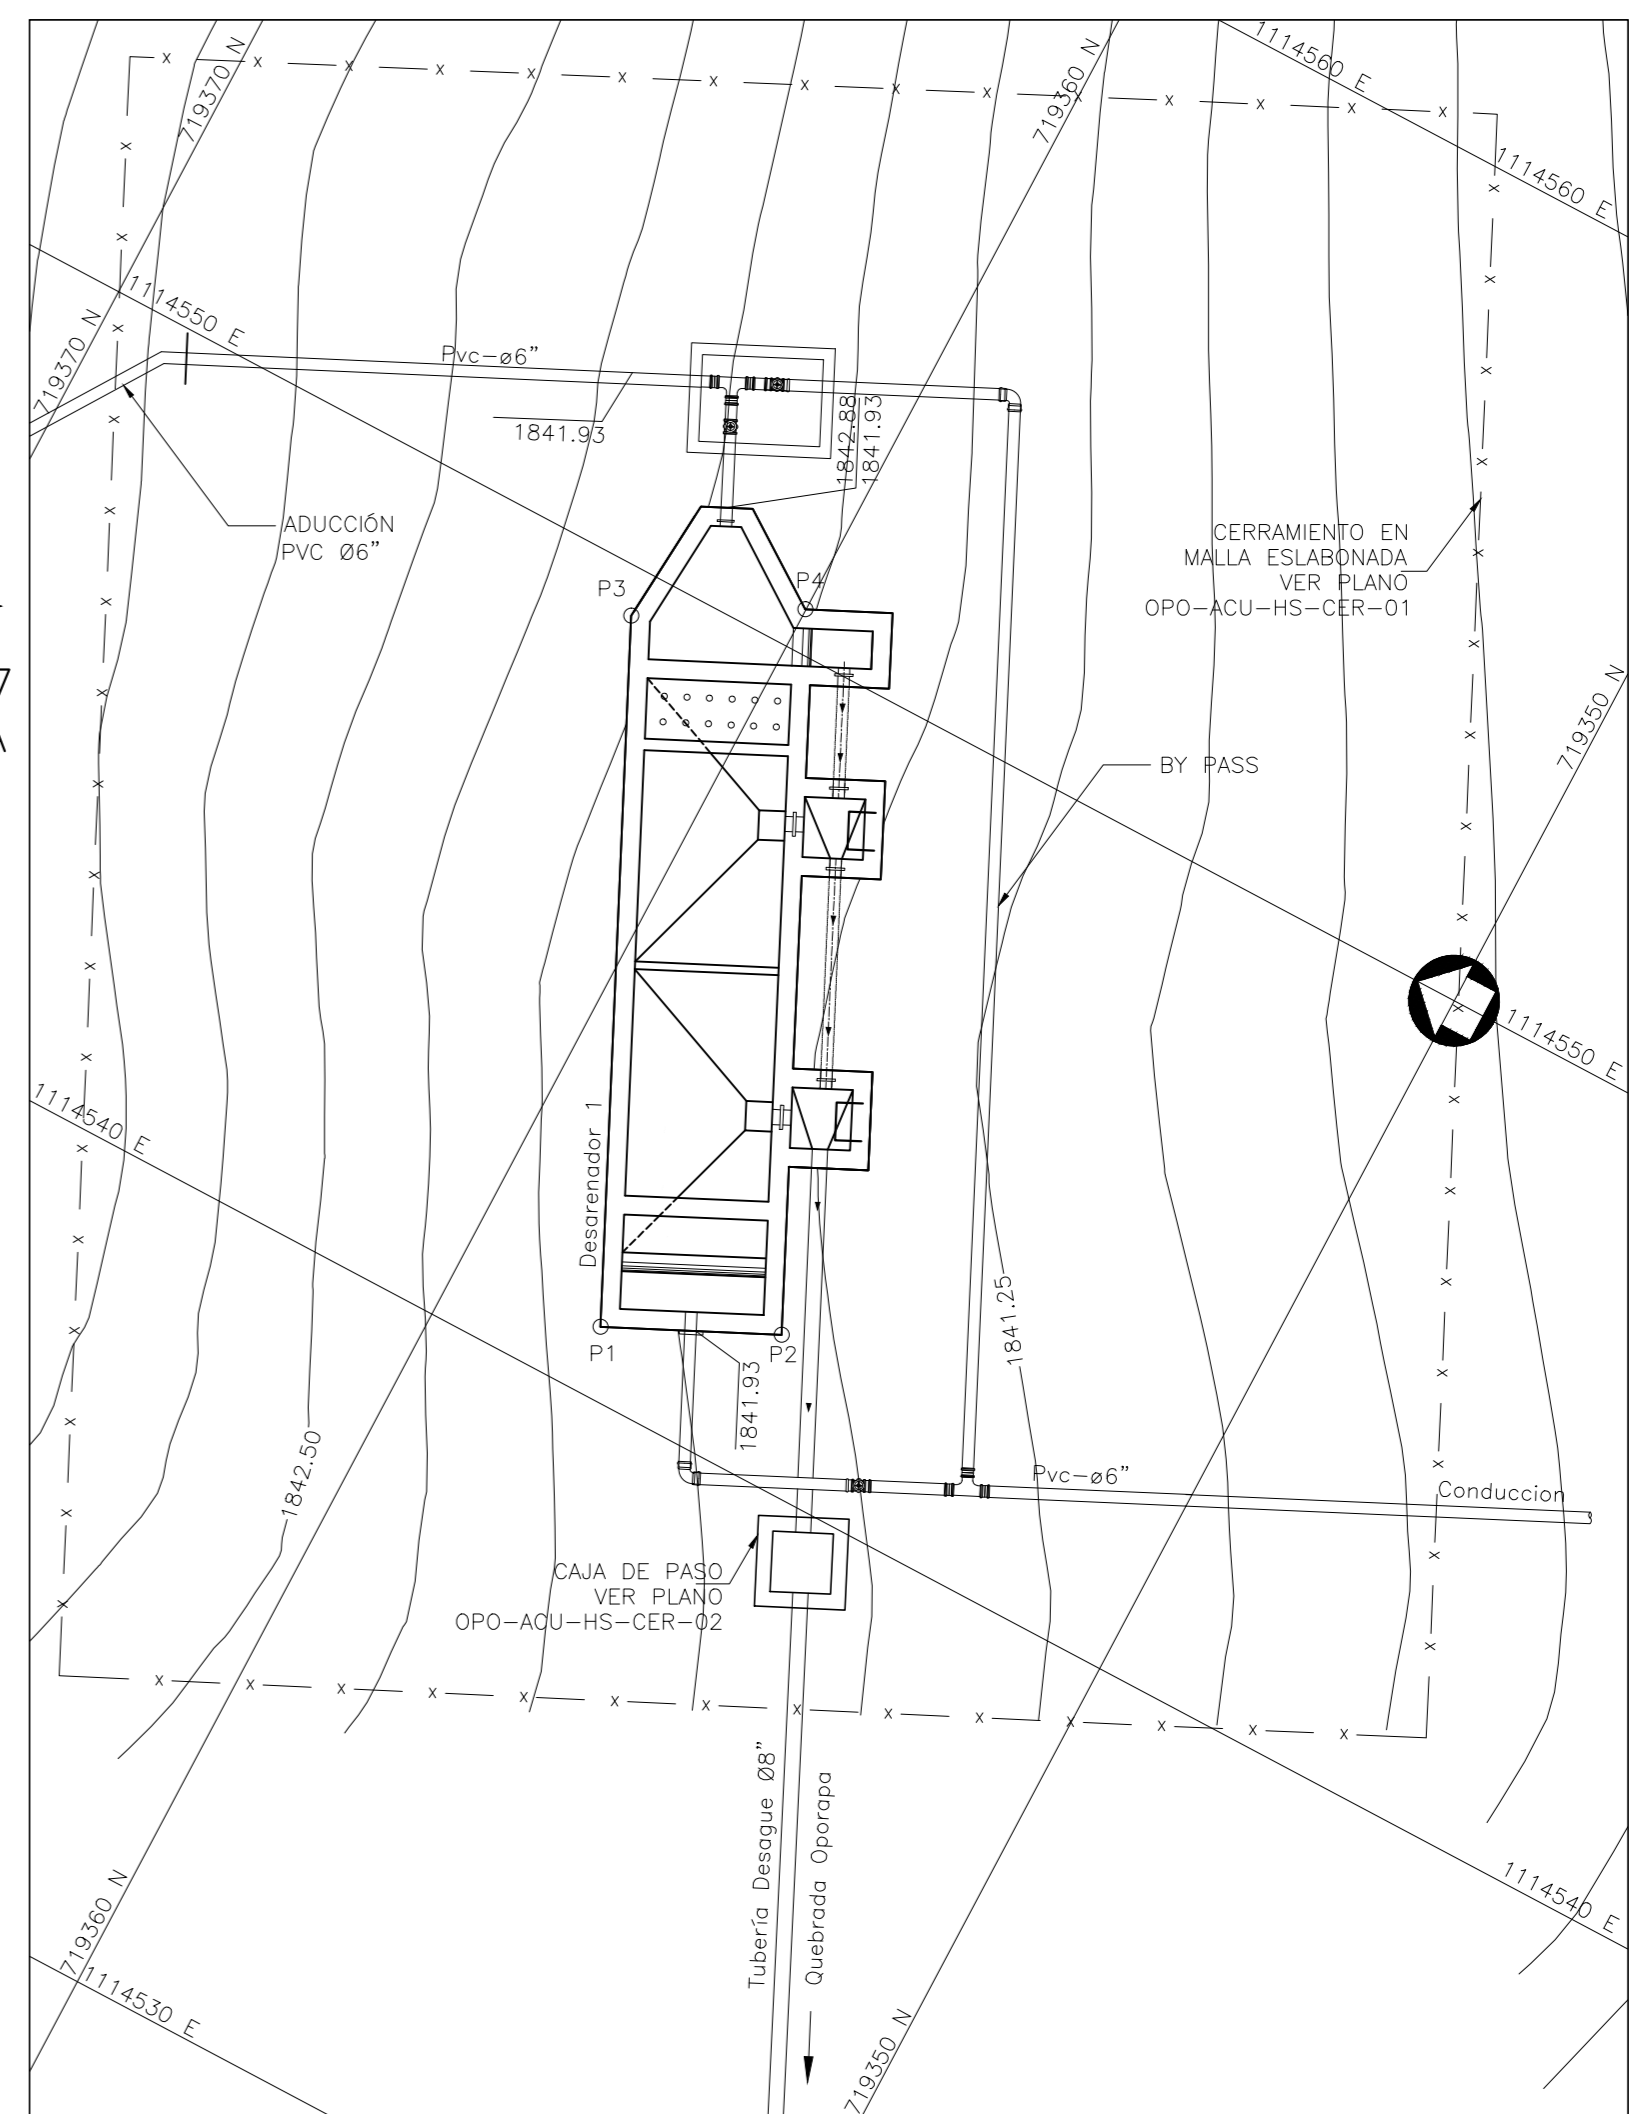 719370 N
719360 N
1114560 E
1114560 E
1114550 E
719370 N
Pvc-ø6"
1841.93
1842.88
1841.93
ADUCCIÓN
PVC Ø6"
CERRAMIENTO EN
MALLA ESLABONADA
VER PLANO
OPO-ACU-HS-CER-01
P3
P4
719350 N
BY PASS
1114550 E
1114540 E
Desarenador 1
1841.25
P1
P2
1841.93
1842.50
Pvc-ø6"
Conduccion
CAJA DE PASO
VER PLANO
OPO-ACU-HS-CER-02
Tubería Desague Ø8"
Quebrada Oporapa
1114540 E
719360 N
1114530 E
719350 N